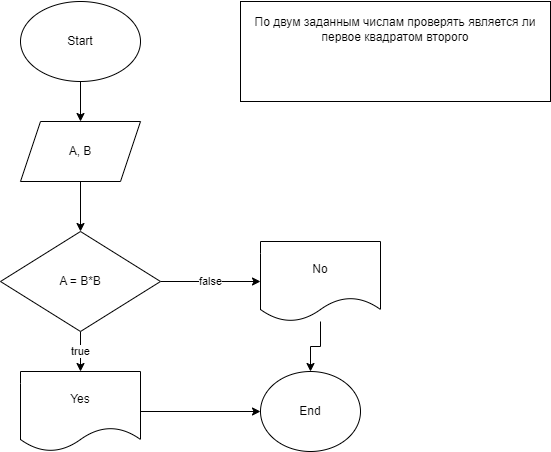 Start
По двум заданным числам проверять является ли
первое квадратом второго
A, B
A = B*B
false
No
true
Yes
End